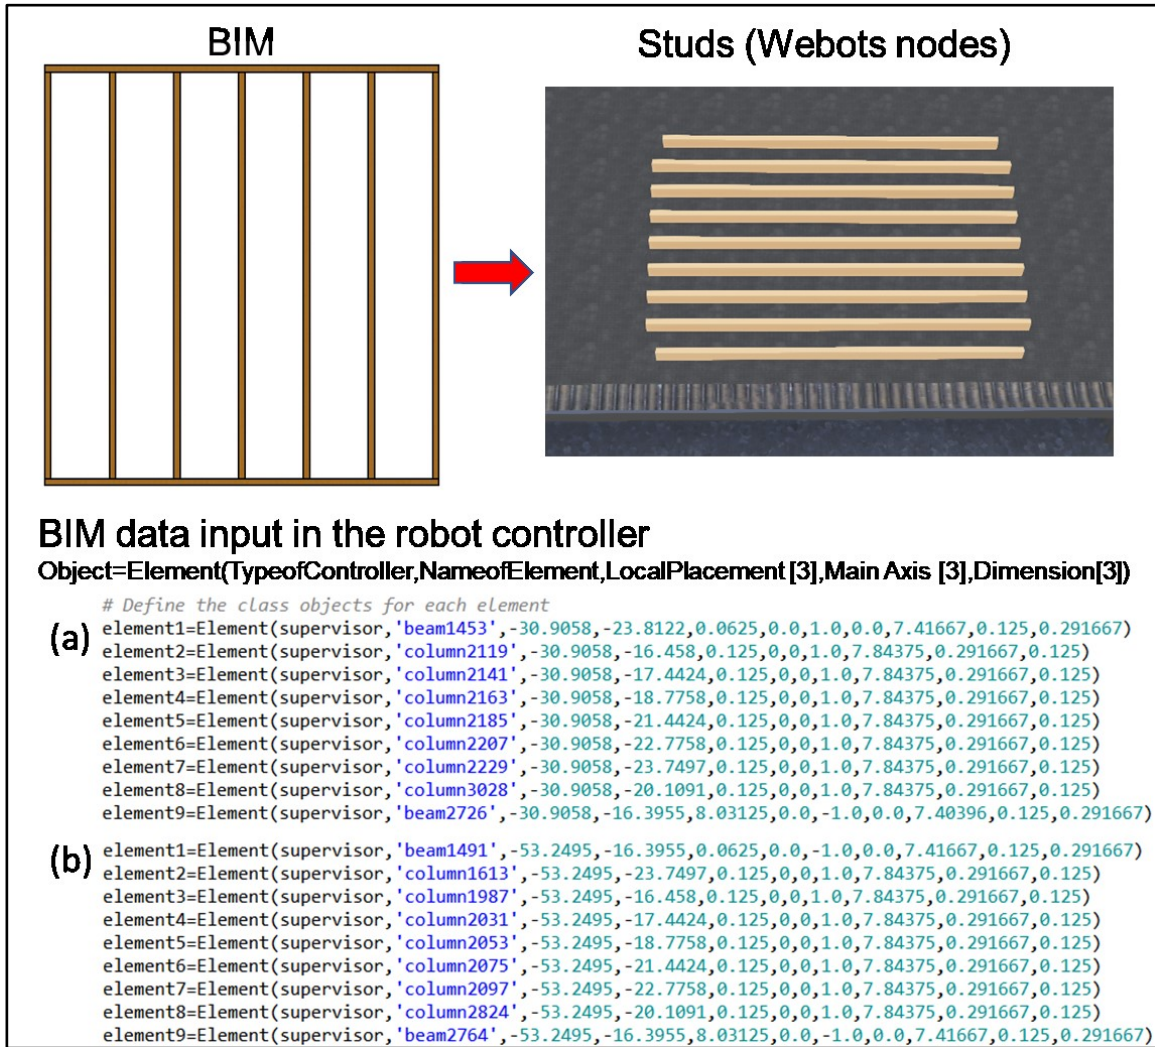 BIM
Studs (Webots nodes)
BIM data input in the robot controller
Object=Element(TypeofController,NameofElement,LocalPlacement [3],Main Axis [3],Dimension[3])
# Define the class objects for each element
(a)
element1=Element(supervisor,'beam1453',-30.9058,-23.8122,0.0625,0.0,1.0,0.0,7.41667,0.125,0.291667)
element2=Element(supervisor,'column2119',-30.9058,-16.458,0.125,0,0,1.0,7.84375,0.291667,0.125)
element3=Element(supervisor,'column2141',-30.9058,-17.4424,0.125,0,0,1.0,7.84375,0.291667,0.125)
element4=Element(supervisor,'column2163',-30.9058,-18.7758,0.125,0,0,1.0,7.84375,0.291667,0.125)
element5=Element(supervisor,'column2185',-30.9058,-21.4424,0.125,0,0,1.0,7.84375,0.291667,0.125)
element6=Element(supervisor,'column2207',-30.9058,-22.7758,0.125,0,0,1.0,7.84375,0.291667,0.125)
element7=Element(supervisor,'column2229',-30.9058,-23.7497,0.125,0,0,1.0,7.84375,0.291667,0.125)
element8=Element(supervisor,'column3028',-30.9058,-20.1091,0.125,0,0,1.0,7.84375,0.291667,0.125)
element9=Element(supervisor,'beam2726',-30.9058,-16.3955,8.03125,0.0,-1.0,0.0,7.40396,0.125,0.291667)
(b)
element1=Element(supervisor,'beam1491',-53.2495,-16.3955,0.0625,0.0,-1.0,0.0,7.41667,0.125,0.291667)
element2=Element(supervisor,'column1613',-53.2495,-23.7497,0.125,0,0,1.0,7.84375,0.291667,0.125)
element3=Element(supervisor,'column1987',-53.2495,-16.458,0.125,0,0,1.0,7.84375,0.291667,0.125)
element4=Element(supervisor,'column2031',-53.2495,-17.4424,0.125,0,0,1.0,7.84375,0.291667,0.125)
element5=Element(supervisor,'column2053',-53.2495,-18.7758,0.125,0,0,1.0,7.84375,0.291667,0.125)
element6=Element(supervisor,'column2075',-53.2495,-21.4424,0.125,0,0,1.0,7.84375,0.291667,0.125)
element7=Element(supervisor,'column2097',-53.2495,-22.7758,0.125,0,0,1.0,7.84375,0.291667,0.125)
element8=Element(supervisor,'column2824',-53.2495,-20.1091,0.125,0,0,1.0,7.84375,0.291667,0.125)
element9=Element(supervisor,'beam2764',-53.2495,-16.3955,8.03125,0.0,-1.0,0.0,7.41667,0.125,0.291667)